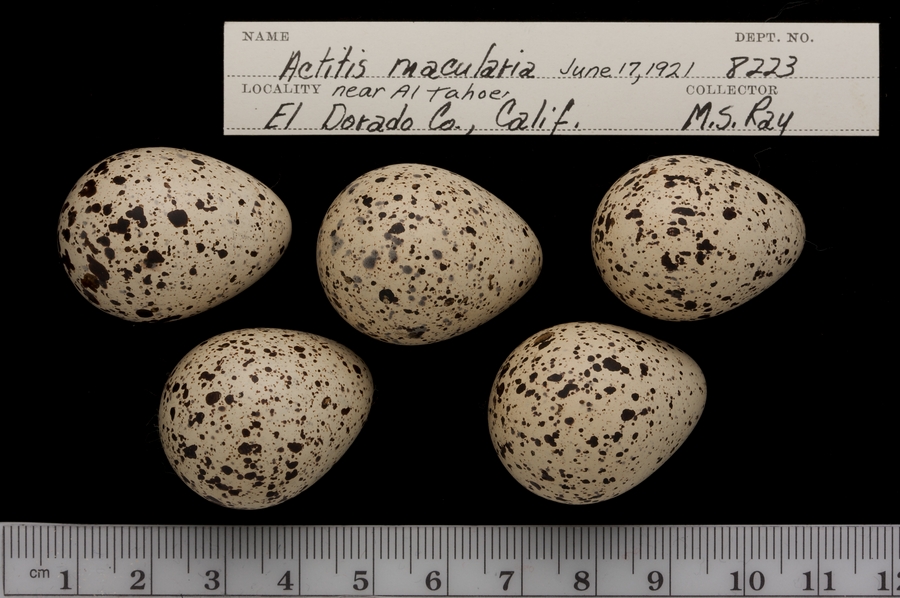 NAME DEPT. NO.
Actitis macularia June 17, 1921 8223
LOCALITY near Al Tahoe, COLLECTOR
El Dorado Co., Calif. M.S. Ray
cm 1 2 3 4 5 6 7 8 9 10 11 12